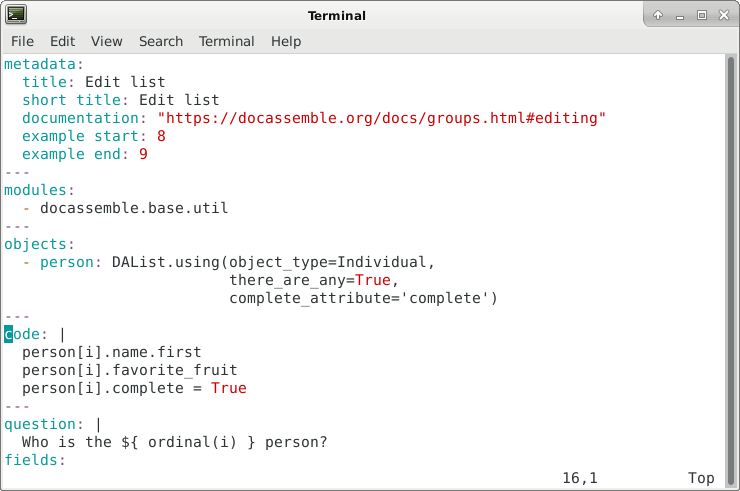 Terminal
File Edit View Search Terminal Help
metadata:
  title: Edit list
  short title: Edit list
  documentation: "https://docassemble.org/docs/groups.html#editing"
  example start: 8
  example end: 9
---
modules:
  - docassemble.base.util
---
objects:
  - person: DAList.using(object_type=Individual,
                         there_are_any=True,
                         complete_attribute='complete')
---
code: |
  person[i].name.first
  person[i].favorite_fruit
  person[i].complete = True
---
question: |
  Who is the ${ ordinal(i) } person?
fields:
16,1 Top